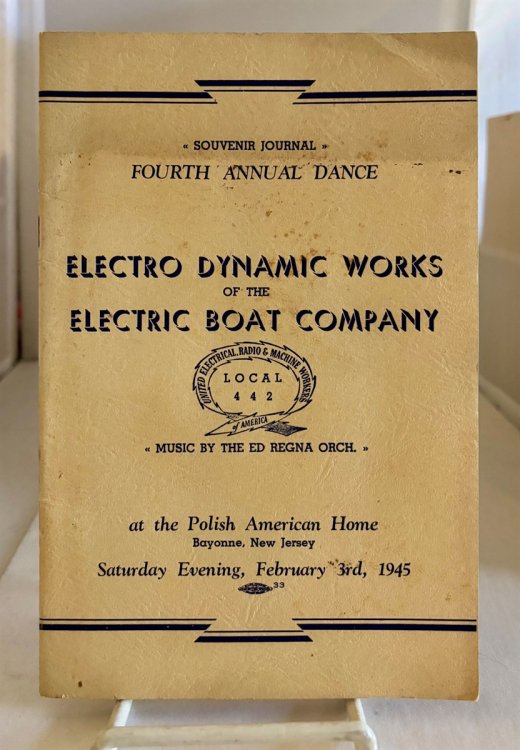 « SOUVENIR JOURNAL »
FOURTH ANNUAL DANCE
ELECTRO DYNAMIC WORKS
OF THE
ELECTRIC BOAT COMPANY
UNITED ELECTRICAL, RADIO & MACHINE WORKERS
LOCAL
442
of AMERICA
« MUSIC BY THE ED REGNA ORCH. »
at the Polish American Home
Bayonne, New Jersey
Saturday Evening, February 3rd, 1945
33